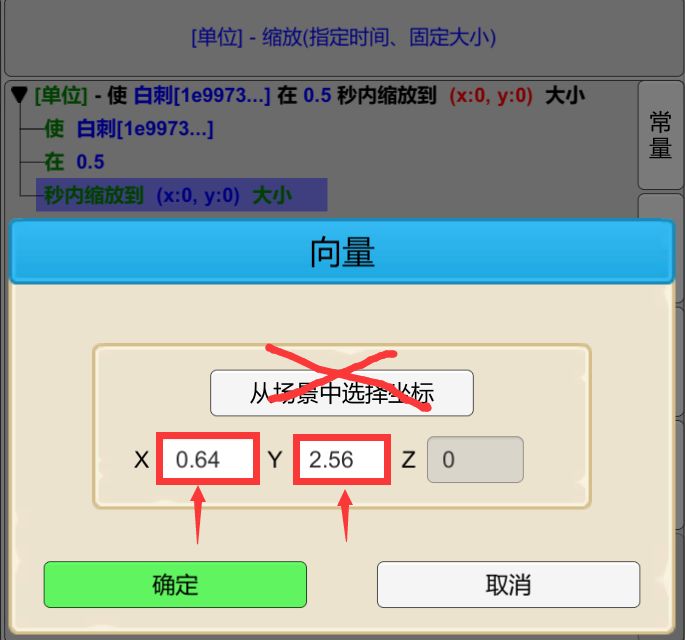 [单位] - 缩放(指定时间、固定大小)
[单位] - 使 白刺[1e9973...] 在 0.5 秒内缩放到 (x:0, y:0) 大小
使 白刺[1e9973...]
在 0.5
秒内缩放到 (x:0, y:0) 大小
常量
向量
从场景中选择坐标
X 0.64 Y 2.56 Z 0
确定 取消